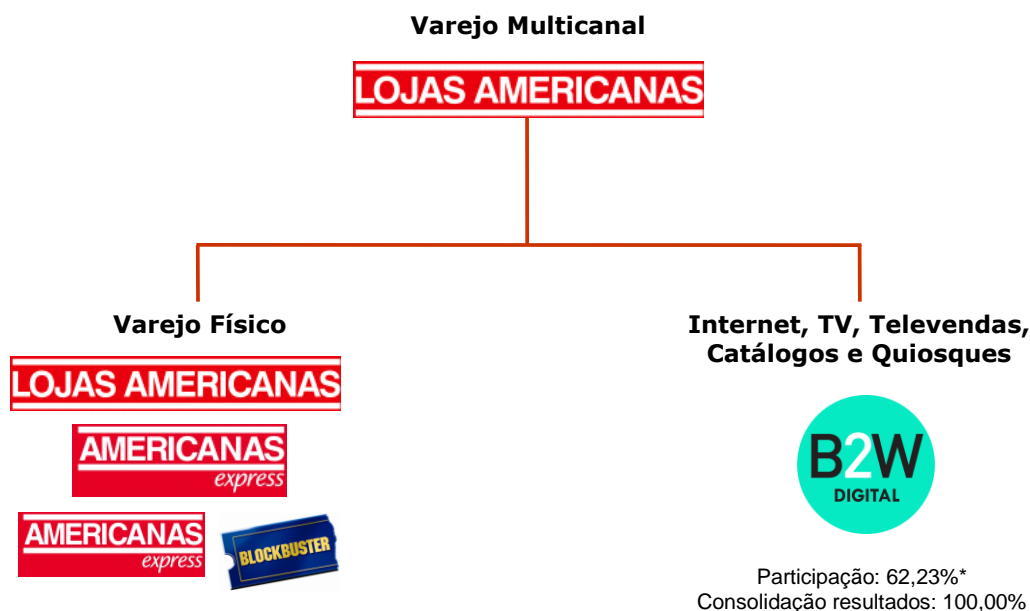 Varejo Multicanal
LOJAS AMERICANAS
Varejo Físico
LOJAS AMERICANAS
AMERICANAS
express
AMERICANAS
express
BLOCKBUSTER
Internet, TV, Televendas,
Catálogos e Quiosques
B2W
DIGITAL
Participação: 62,23%*
Consolidação resultados: 100,00%